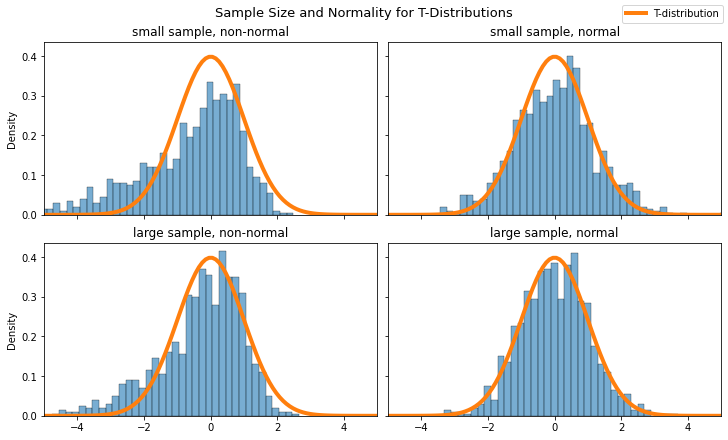 Sample Size and Normality for T-Distributions
T-distribution
small sample, non-normal
small sample, normal
Density
0.4
0.3
0.2
0.1
0.0
large sample, non-normal
large sample, normal
Density
0.4
0.3
0.2
0.1
0.0
−4 −2 0 2 4
−4 −2 0 2 4